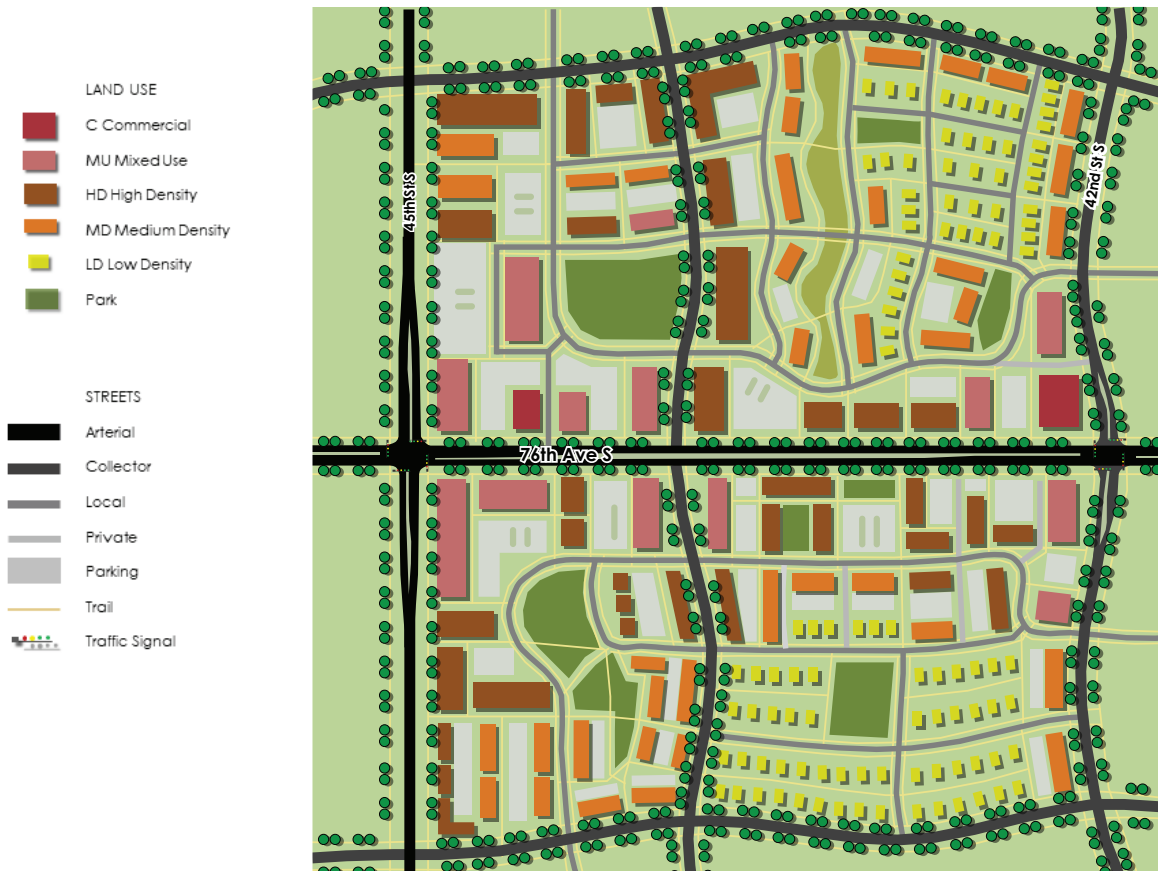 LAND USE
C Commercial
MU Mixed Use
HD High Density
MD Medium Density
LD Low Density
Park
STREETS
Arterial
Collector
Local
Private
Parking
Trail
Traffic Signal
45th St S
42nd St S
76th Ave S